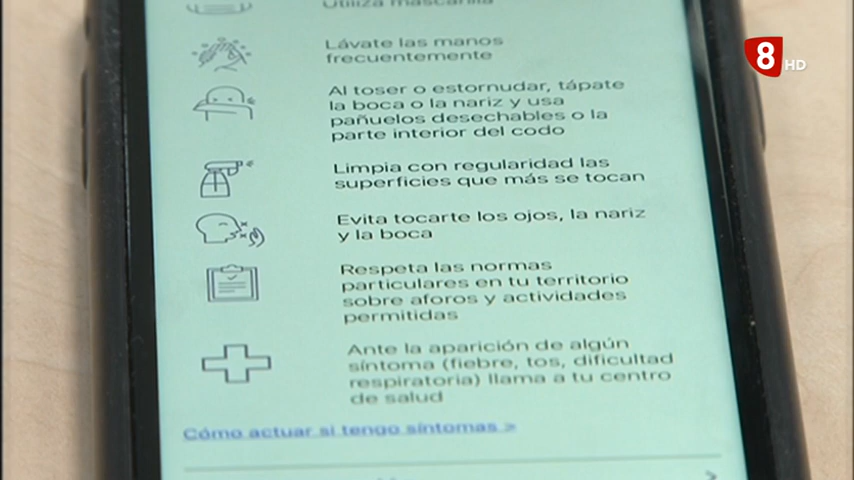 Utiliza mascarilla
8 HD
Lávate las manos
frecuentemente
Al toser o estornudar, tápate
la boca o la nariz y usa
pañuelos desechables o la
parte interior del codo
Limpia con regularidad las
superficies que más se tocan
Evita tocarte los ojos, la nariz
y la boca
Respeta las normas
particulares en tu territorio
sobre aforos y actividades
permitidas
Ante la aparición de algún
síntoma (fiebre, tos, dificultad
respiratoria) llama a tu centro
de salud
Cómo actuar si tengo síntomas >